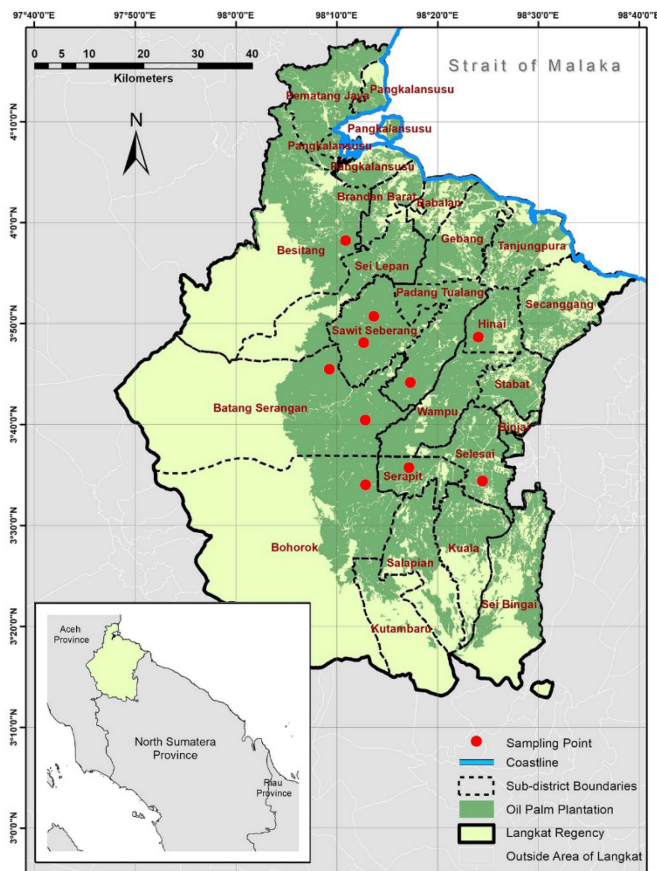 97°40'0"E 97°50'0"E 98°0'0"E 98°10'0"E 98°20'0"E 98°30'0"E 98°40'0"E
0 5 10 20 30 40
Kilometers
Strait of Malaka
N
4°10'0"N
4°0'0"N
3°50'0"N
3°40'0"N
3°30'0"N
3°20'0"N
3°10'0"N
3°0'0"N
Pematang Jaya
Pangkalansusu
Pangkalansusu
Pangkalansusu
Pangkalansusu
Brandan Barat
Babalan
Gebang
Tanjungpura
Besitang
Sei Lepan
Padang Tualang
Secanggang
Sawit Seberang
Hinai
Stabat
Batang Serangan
Wampu
Binjai
Selesai
Serapit
Bohorok
Kuala
Salapian
Sei Bingai
Kutambaru
Aceh
Province
North Sumatera
Province
Riau
Province
Sampling Point
Coastline
Sub-district Boundaries
Oil Palm Plantation
Langkat Regency
Outside Area of Langkat